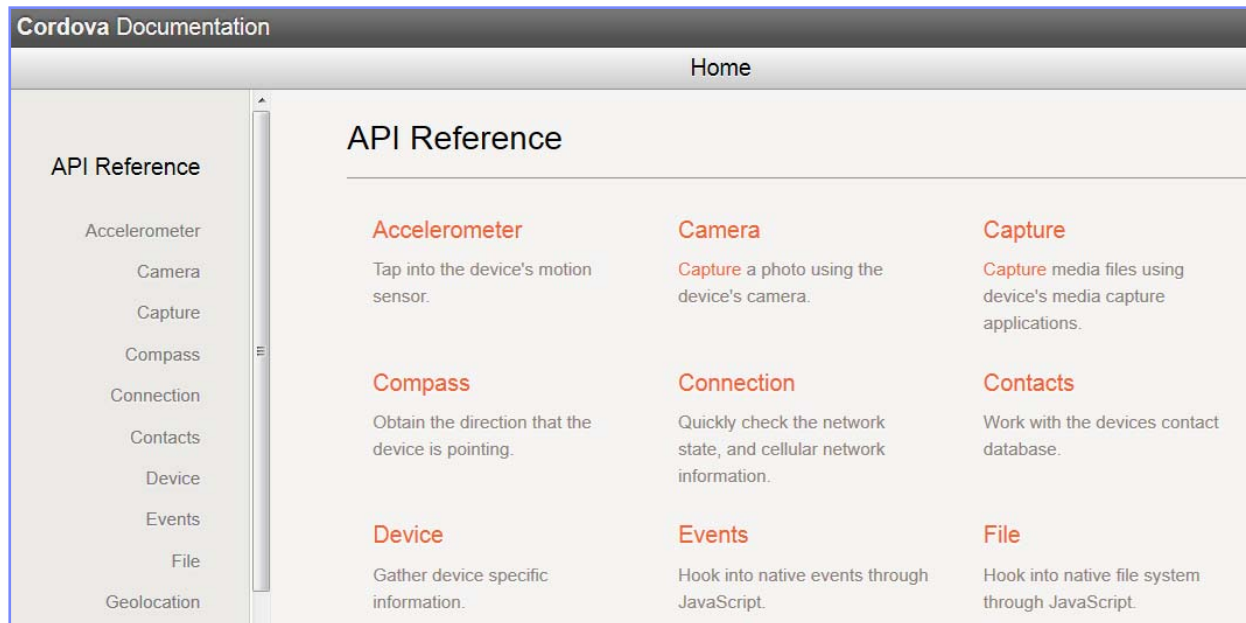 Cordova Documentation
Home
API Reference
Accelerometer
Camera
Capture
Compass
Connection
Contacts
Device
Events
File
Geolocation
API Reference
Accelerometer
Tap into the device's motion
sensor.
Camera
Capture a photo using the
device's camera.
Capture
Capture media files using
device's media capture
applications.
Compass
Obtain the direction that the
device is pointing.
Connection
Quickly check the network
state, and cellular network
information.
Contacts
Work with the devices contact
database.
Device
Gather device specific
information.
Events
Hook into native events through
JavaScript.
File
Hook into native file system
through JavaScript.